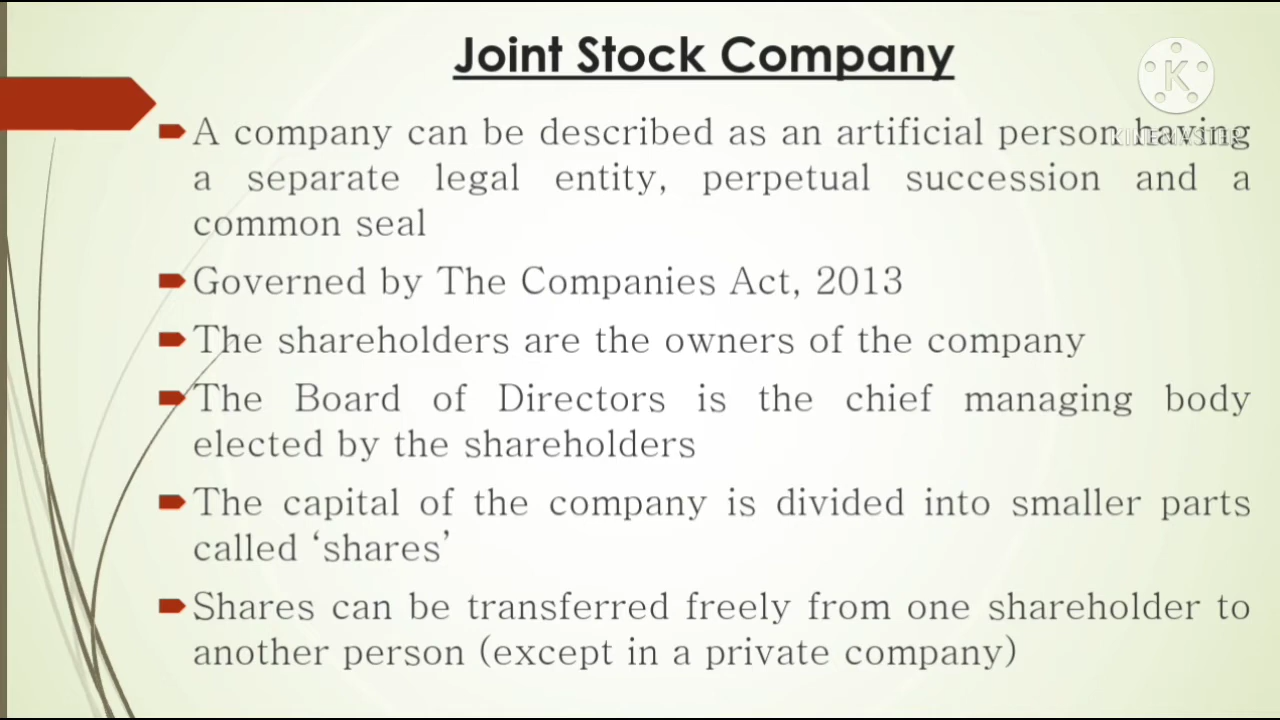 Joint Stock Company
K
KINEMASTER
A company can be described as an artificial person having
a separate legal entity, perpetual succession and a
common seal
Governed by The Companies Act, 2013
The shareholders are the owners of the company
The Board of Directors is the chief managing body
elected by the shareholders
The capital of the company is divided into smaller parts
called ‘shares’
Shares can be transferred freely from one shareholder to
another person (except in a private company)